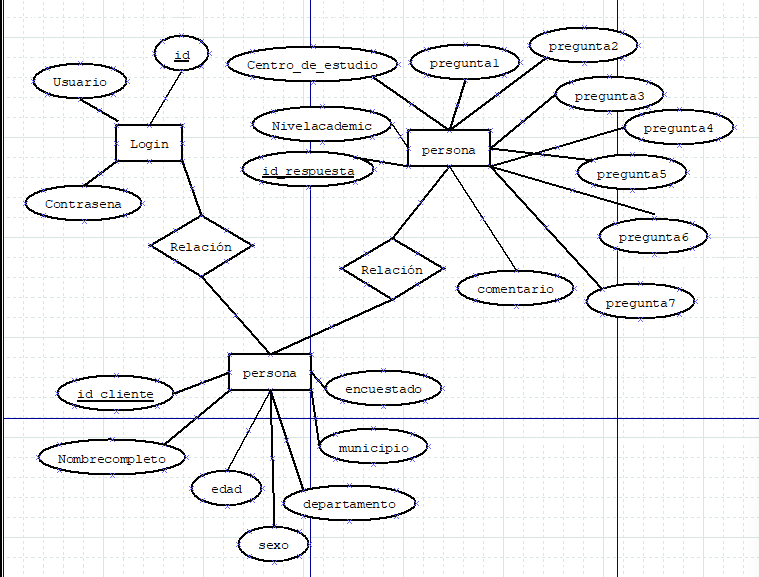 id
Usuario
Login
Contrasena
Centro_de_estudio
pregunta1
pregunta2
pregunta3
Nivelacademic
persona
pregunta4
id_respuesta
pregunta5
pregunta6
Relación
Relación
comentario
pregunta7
persona
id_cliente
encuestado
Nombrecompleto
municipio
edad
departamento
sexo